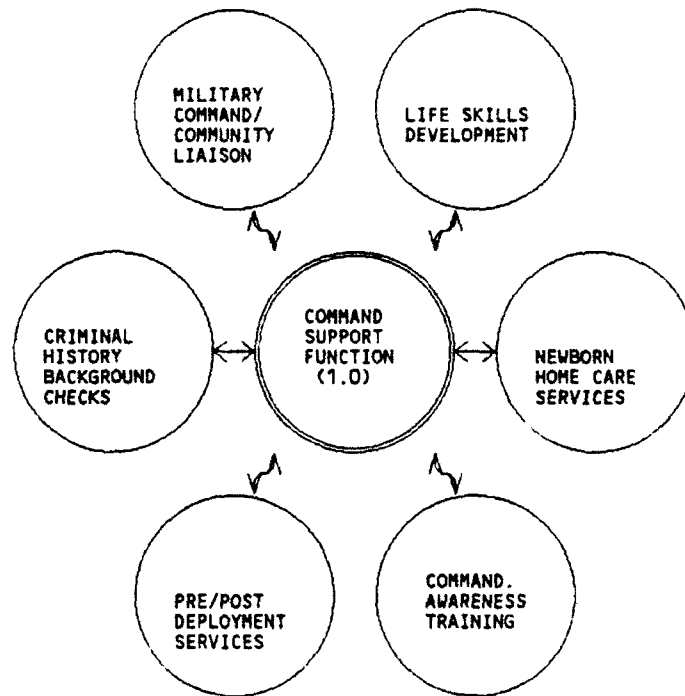 MILITARY
COMMAND/
COMMUNITY
LIAISON
LIFE SKILLS
DEVELOPMENT
CRIMINAL
HISTORY
BACKGROUND
CHECKS
COMMAND
SUPPORT
FUNCTION
(1.0)
NEWBORN
HOME CARE
SERVICES
PRE/POST
DEPLOYMENT
SERVICES
COMMAND.
AWARENESS
TRAINING